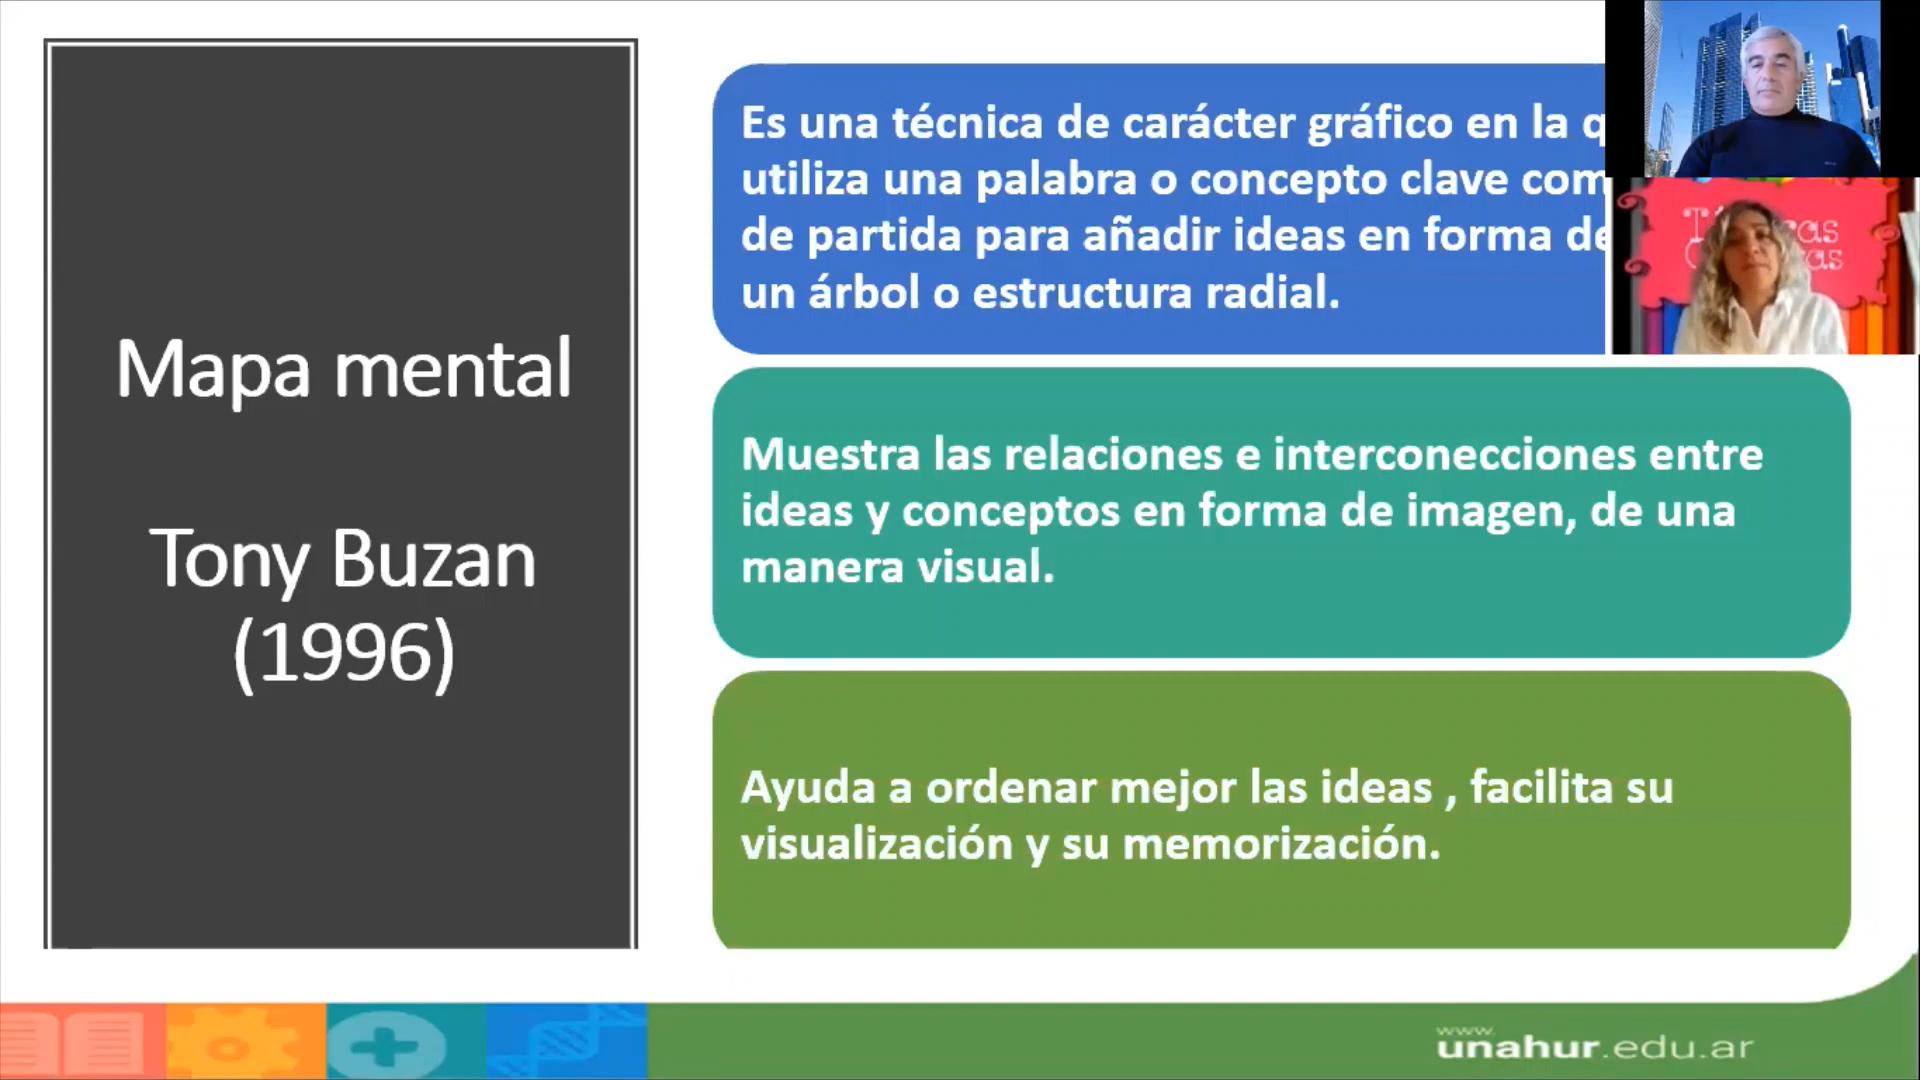 Mapa mental
Tony Buzan
(1996)
Es una técnica de carácter gráfico en la
utiliza una palabra o concepto clave
de partida para añadir ideas en forma de
un árbol o estructura radial.
Muestra las relaciones e interconecciones entre
ideas y conceptos en forma de imagen, de una
manera visual.
Ayuda a ordenar mejor las ideas , facilita su
visualización y su memorización.
www.
unahur.edu.ar